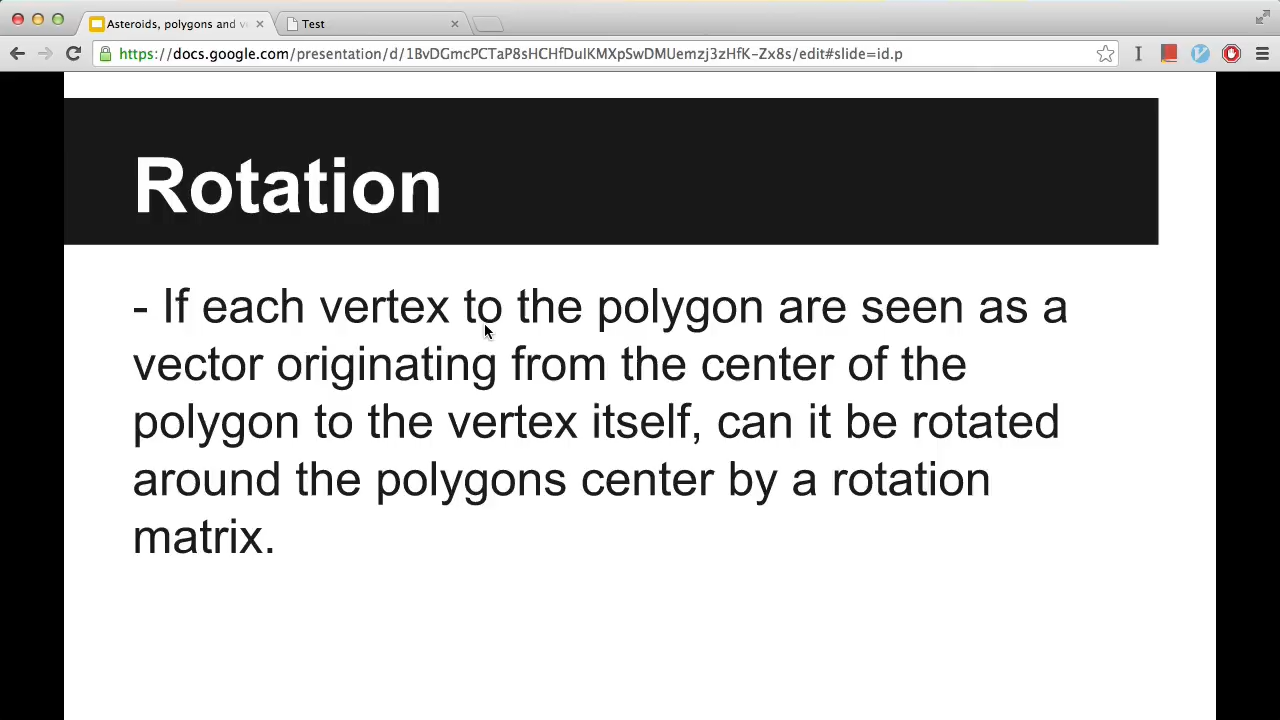 Asteroids, polygons and v
Test
https://docs.google.com/presentation/d/1BvDGmcPCTaP8sHCHfDuIKMXpSwDMUemzj3zHfK-Zx8s/edit#slide=id.p
Rotation
- If each vertex to the polygon are seen as a
vector originating from the center of the
polygon to the vertex itself, can it be rotated
around the polygons center by a rotation
matrix.